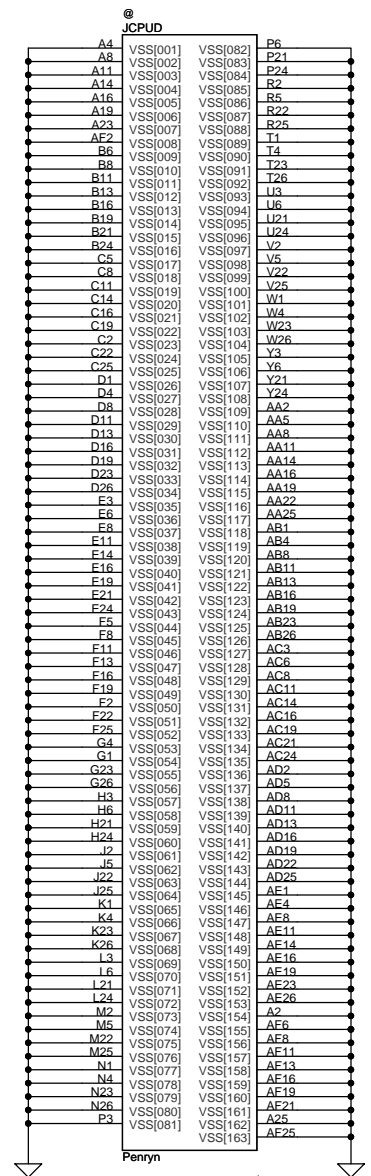 @
JCPUD
A4 VSS[001] VSS[082] P6
A8 VSS[002] VSS[083] P21
A11 VSS[003] VSS[084] P24
A14 VSS[004] VSS[085] R2
A16 VSS[005] VSS[086] R5
A19 VSS[006] VSS[087] R22
A23 VSS[007] VSS[088] R25
AF2 VSS[008] VSS[089] T1
B6 VSS[009] VSS[090] T4
B8 VSS[010] VSS[091] T23
B11 VSS[011] VSS[092] T26
B13 VSS[012] VSS[093] U3
B16 VSS[013] VSS[094] U6
B19 VSS[014] VSS[095] U21
B21 VSS[015] VSS[096] U24
B24 VSS[016] VSS[097] V2
C5 VSS[017] VSS[098] V5
C8 VSS[018] VSS[099] V22
C11 VSS[019] VSS[100] V25
C14 VSS[020] VSS[101] W1
C16 VSS[021] VSS[102] W4
C19 VSS[022] VSS[103] W23
C2 VSS[023] VSS[104] W26
C22 VSS[024] VSS[105] Y3
C25 VSS[025] VSS[106] Y6
D1 VSS[026] VSS[107] Y21
D4 VSS[027] VSS[108] Y24
D8 VSS[028] VSS[109] AA2
D11 VSS[029] VSS[110] AA5
D13 VSS[030] VSS[111] AA8
D16 VSS[031] VSS[112] AA11
D19 VSS[032] VSS[113] AA14
D23 VSS[033] VSS[114] AA16
D26 VSS[034] VSS[115] AA19
E3 VSS[035] VSS[116] AA22
E6 VSS[036] VSS[117] AA25
E8 VSS[037] VSS[118] AB1
E11 VSS[038] VSS[119] AB4
E14 VSS[039] VSS[120] AB8
E16 VSS[040] VSS[121] AB11
E19 VSS[041] VSS[122] AB13
E21 VSS[042] VSS[123] AB16
E24 VSS[043] VSS[124] AB19
F5 VSS[044] VSS[125] AB23
F8 VSS[045] VSS[126] AB26
F11 VSS[046] VSS[127] AC3
F13 VSS[047] VSS[128] AC6
F16 VSS[048] VSS[129] AC8
F19 VSS[049] VSS[130] AC11
F2 VSS[050] VSS[131] AC14
F22 VSS[051] VSS[132] AC16
F25 VSS[052] VSS[133] AC19
G4 VSS[053] VSS[134] AC21
G1 VSS[054] VSS[135] AC24
G23 VSS[055] VSS[136] AD2
G26 VSS[056] VSS[137] AD5
H3 VSS[057] VSS[138] AD8
H6 VSS[058] VSS[139] AD11
H21 VSS[059] VSS[140] AD13
H24 VSS[060] VSS[141] AD16
J2 VSS[061] VSS[142] AD19
J5 VSS[062] VSS[143] AD22
J22 VSS[063] VSS[144] AD25
J25 VSS[064] VSS[145] AE1
K1 VSS[065] VSS[146] AE4
K4 VSS[066] VSS[147] AE8
K23 VSS[067] VSS[148] AE11
K26 VSS[068] VSS[149] AE14
L3 VSS[069] VSS[150] AE16
L6 VSS[070] VSS[151] AE19
L21 VSS[071] VSS[152] AE23
L24 VSS[072] VSS[153] AE26
M2 VSS[073] VSS[154] A2
M5 VSS[074] VSS[155] AF6
M22 VSS[075] VSS[156] AF8
M25 VSS[076] VSS[157] AF11
N1 VSS[077] VSS[158] AF13
N4 VSS[078] VSS[159] AF16
N23 VSS[079] VSS[160] AF19
N26 VSS[080] VSS[161] AF21
P3 VSS[081] VSS[162] A25
VSS[163] AF25
Penryn